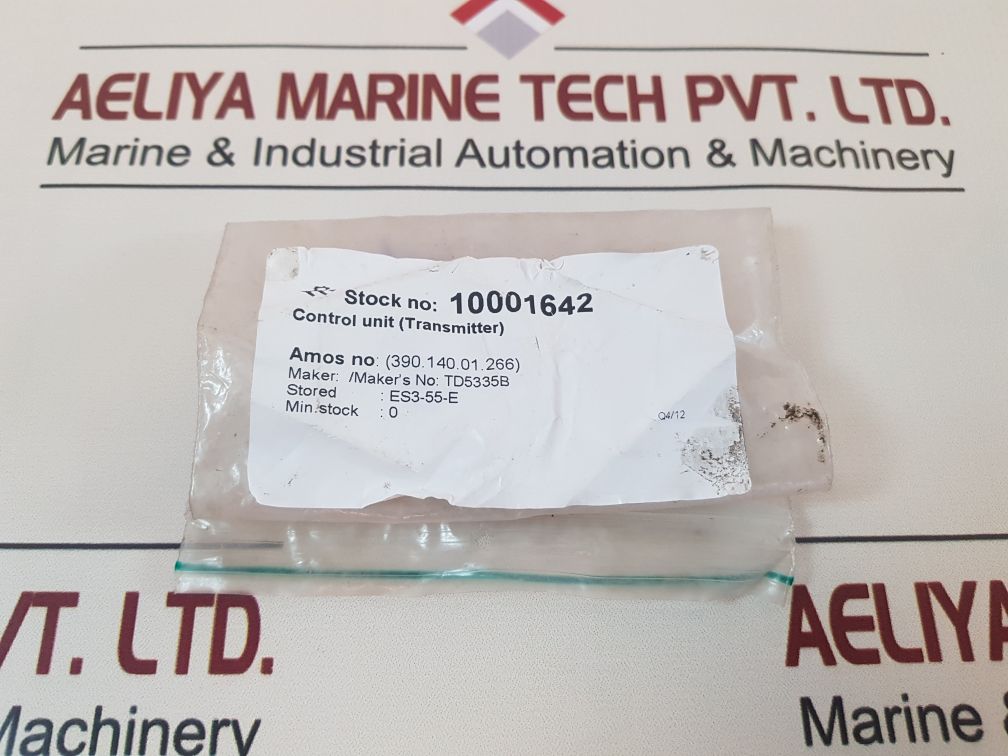 AELIYA MARINE TECH PVT. LTD.
Marine & Industrial Automation & Machinery
Stock no: 10001642
Control unit (Transmitter)
Amos no: (390.140.01.266)
Maker: /Maker's No: TD5335B
Stored : ES3-55-E
Min.stock : 0
Q4/12
VT. LTD.
Machinery
AELIYA
Marine &